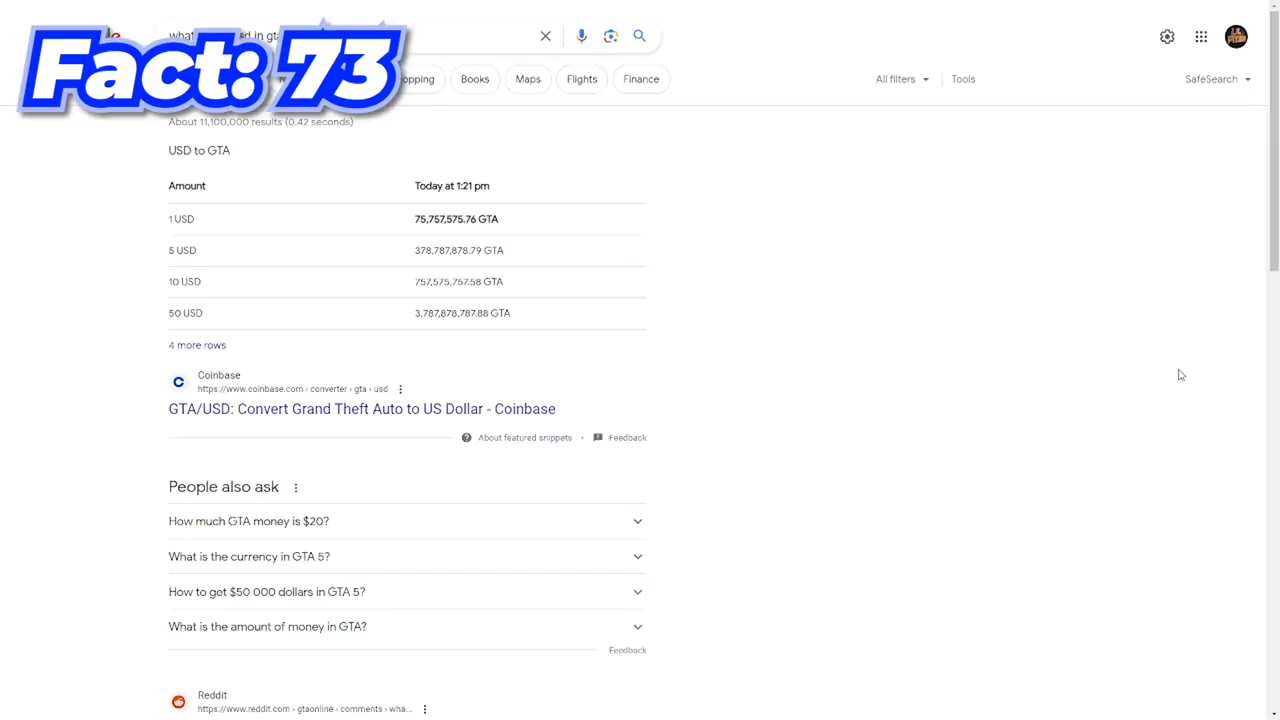 Fact: 73
Books
Maps
Flights
Finance
All filters
Tools
SafeSearch
About 11,100,000 results (0.42 seconds)
USD to GTA
Amount Today at 1:21 pm
1 USD 75,757,575.76 GTA
5 USD 378,787,878.79 GTA
10 USD 757,575,757.58 GTA
50 USD 3,787,878,787.88 GTA
4 more rows
Coinbase
https://www.coinbase.com › converter › gta › usd
GTA/USD: Convert Grand Theft Auto to US Dollar - Coinbase
About featured snippets • Feedback
People also ask
How much GTA money is $20?
What is the currency in GTA 5?
How to get $50 000 dollars in GTA 5?
What is the amount of money in GTA?
Feedback
Reddit
https://www.reddit.com › gtaonline › comments › wha...